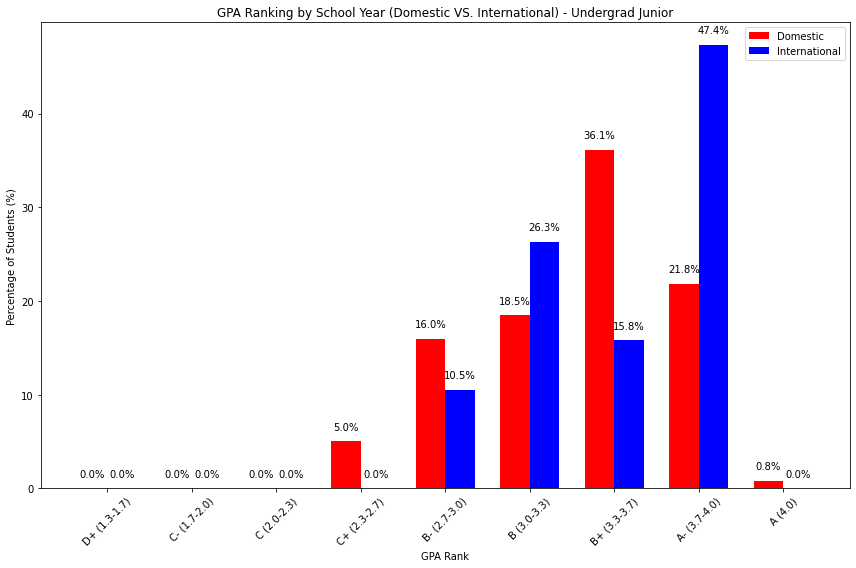 GPA Ranking by School Year (Domestic VS. International) - Undergrad Junior
Domestic
International
Percentage of Students (%)
40
30
20
10
0
0.0% 0.0%
0.0% 0.0%
0.0% 0.0%
5.0% 0.0%
16.0% 10.5%
18.5% 26.3%
36.1% 15.8%
21.8% 47.4%
0.8% 0.0%
D+ (1.3-1.7)
C- (1.7-2.0)
C (2.0-2.3)
C+ (2.3-2.7)
B- (2.7-3.0)
B (3.0-3.3)
B+ (3.3-3.7)
A- (3.7-4.0)
A (4.0)
GPA Rank